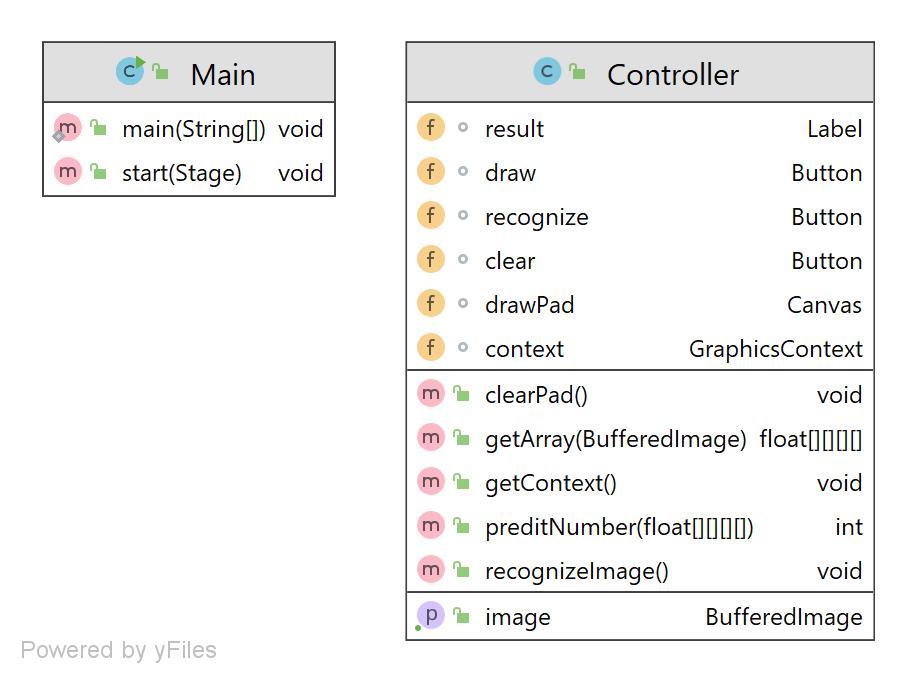 Main
main(String[]) void
start(Stage) void
Controller
result Label
draw Button
recognize Button
clear Button
drawPad Canvas
context GraphicsContext
clearPad() void
getArray(BufferedImage) float[][][][]
getContext() void
preditNumber(float[][][][]) int
recognizeImage() void
image BufferedImage
Powered by yFiles